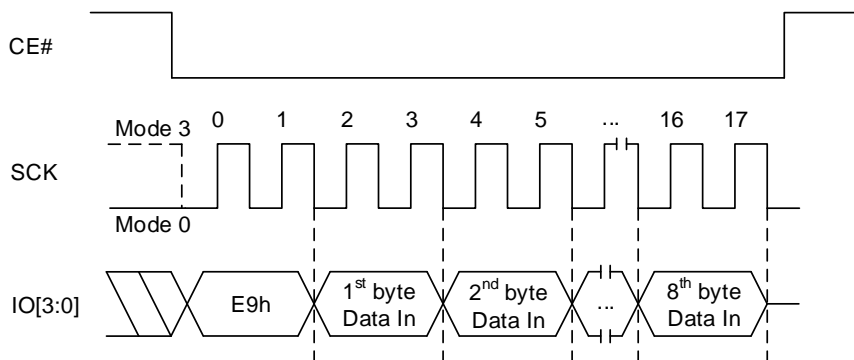 CE#
0 1 2 3 4 5 ... 16 17
Mode 3
SCK
Mode 0
IO[3:0]
E9h
1st byte
Data In
2nd byte
Data In
...
8th byte
Data In